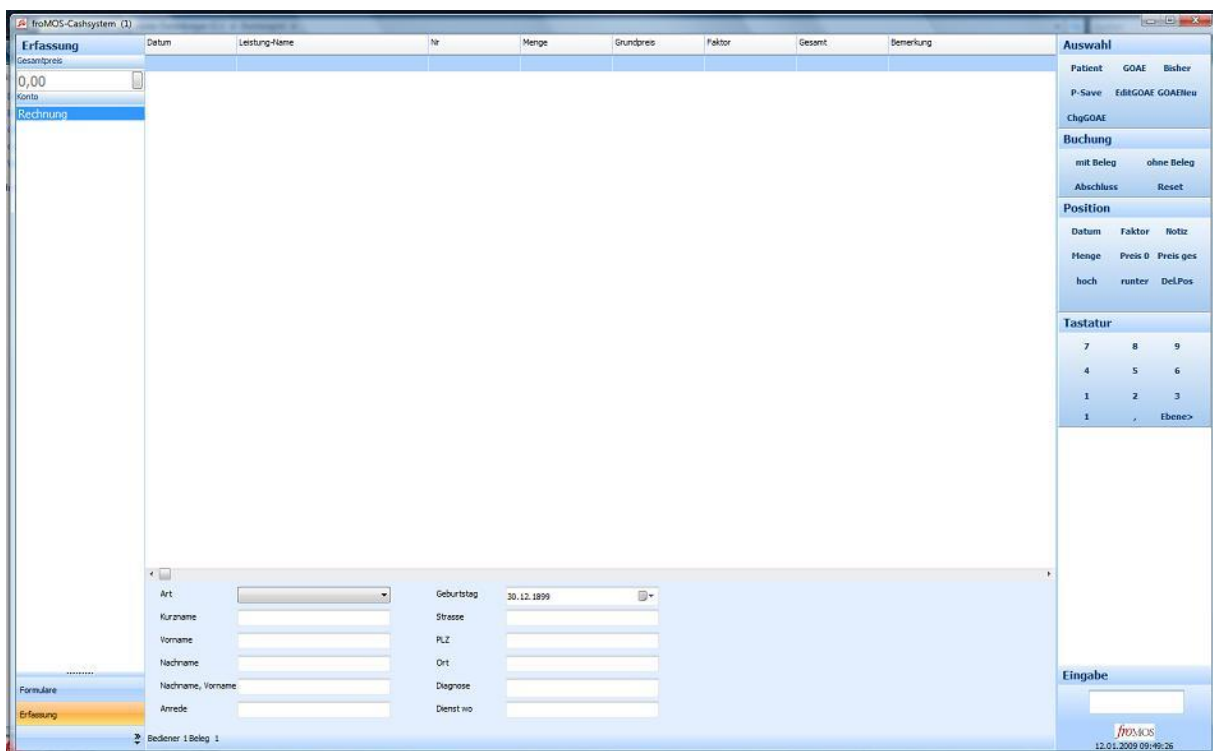 froMOS-Cashsystem (1)
Erfassung
Gesamtpreis
0,00
Konto
Rechnung
Datum Leistung-Name Nr Menge Grundpreis Faktor Gesamt Bemerkung
Auswahl
Patient GOAE Bisher
P-Save EditGOAE GOAENeu
ChgGOAE
Buchung
mit Beleg ohne Beleg
Abschluss Reset
Position
Datum Faktor Notiz
Menge Preis 0 Preis ges
hoch runter Del.Pos
Tastatur
7 8 9
4 5 6
1 2 3
1 , Ebene>
Art Geburtstag 30.12.1899
Kurzname Strasse
Vorname PLZ
Nachname Ort
Nachname, Vorname Diagnose
Anrede Dienst wo
Formulare
Erfassung
Bediener 1 Beleg 1
Eingabe
froMOS
12.01.2009 09:49:26